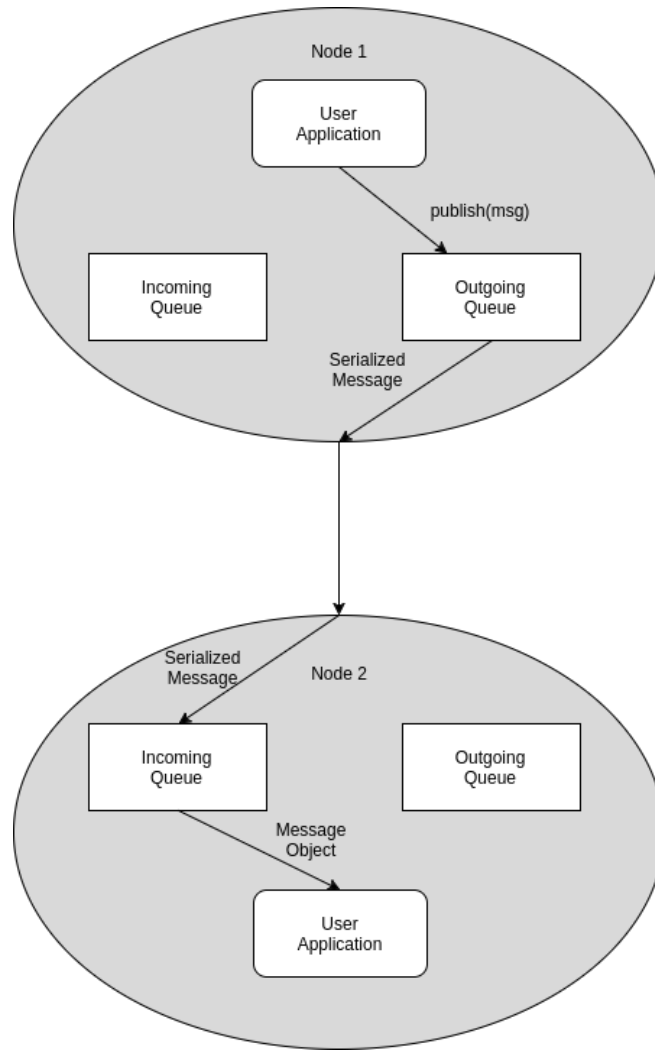 Node 1
User
Application
publish(msg)
Incoming
Queue
Outgoing
Queue
Serialized
Message
Serialized
Message
Node 2
Incoming
Queue
Outgoing
Queue
Message
Object
User
Application